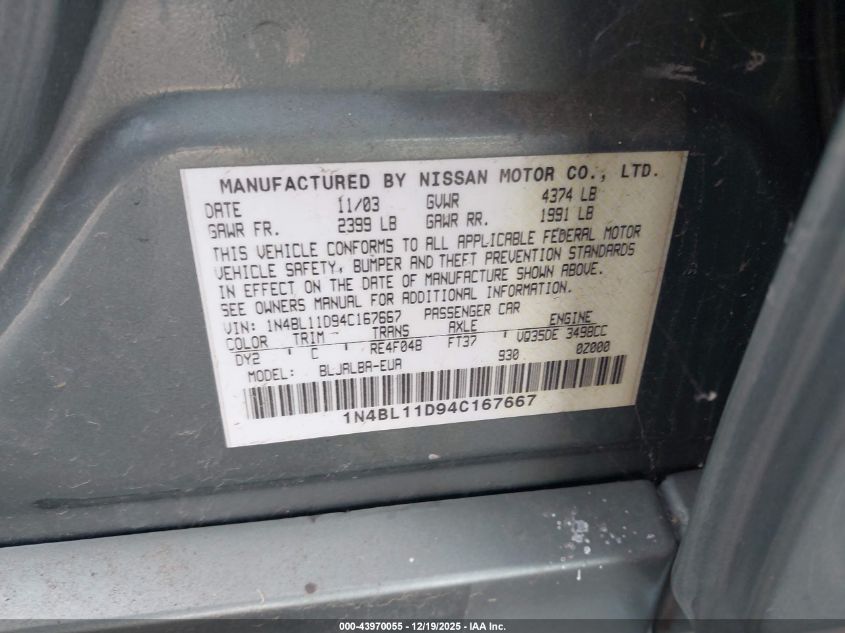 MANUFACTURED BY NISSAN MOTOR CO., LTD.
DATE 11/03 GVWR 4374 LB
GAWR FR. 2399 LB GAWR RR. 1991 LB
THIS VEHICLE CONFORMS TO ALL APPLICABLE FEDERAL MOTOR
VEHICLE SAFETY, BUMPER AND THEFT PREVENTION STANDARDS
IN EFFECT ON THE DATE OF MANUFACTURE SHOWN ABOVE.
SEE OWNERS MANUAL FOR ADDITIONAL INFORMATION.
VIN: 1N4BL11D94C167667 PASSENGER CAR
COLOR TRIM TRANS AXLE ENGINE
DY2 ' C ' RE4F04B FT37 ' VQ35DE 3498CC
MODEL: BLJALBA-EUA 930 0Z000
1N4BL11D94C167667
000-43970055 - 12/19/2025 - IAA Inc.